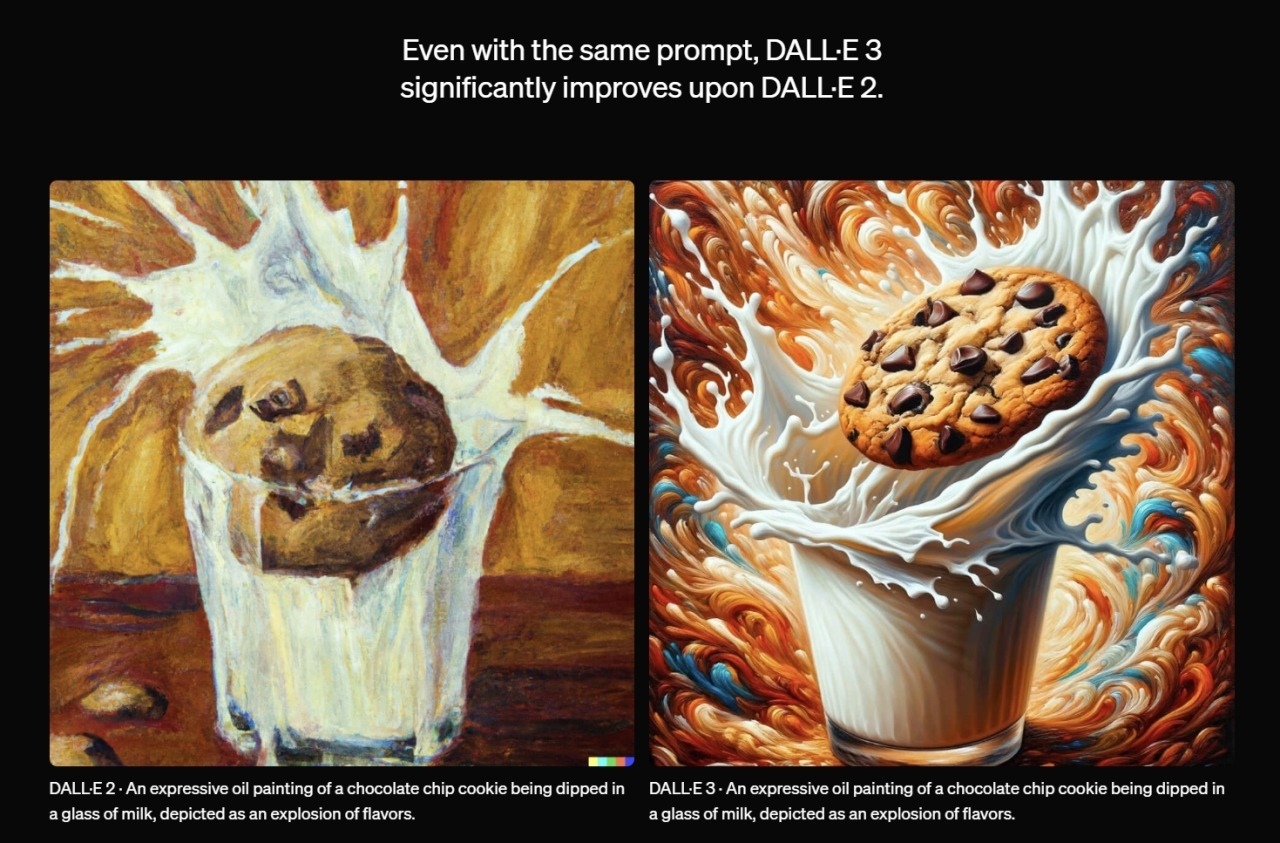 Even with the same prompt, DALL·E 3
significantly improves upon DALL·E 2.
DALL·E 2 · An expressive oil painting of a chocolate chip cookie being dipped in
a glass of milk, depicted as an explosion of flavors.
DALL·E 3 · An expressive oil painting of a chocolate chip cookie being dipped in
a glass of milk, depicted as an explosion of flavors.